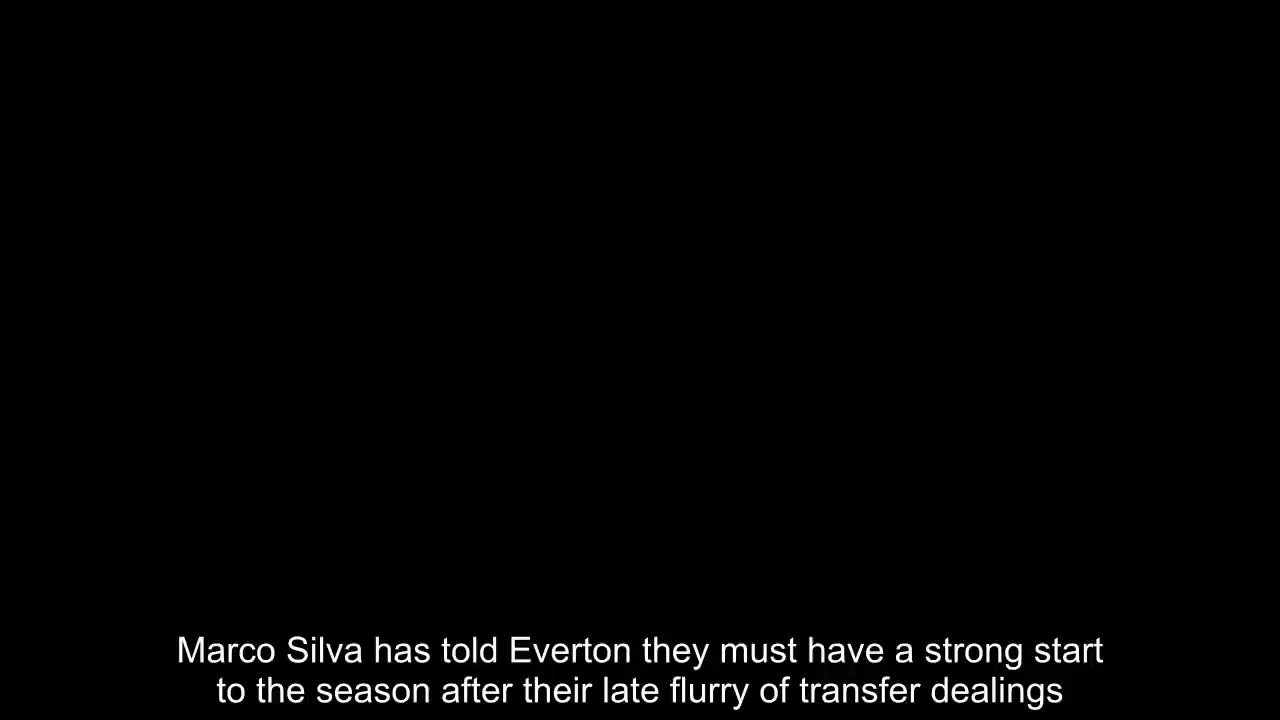 Marco Silva has told Everton they must have a strong start
to the season after their late flurry of transfer dealings